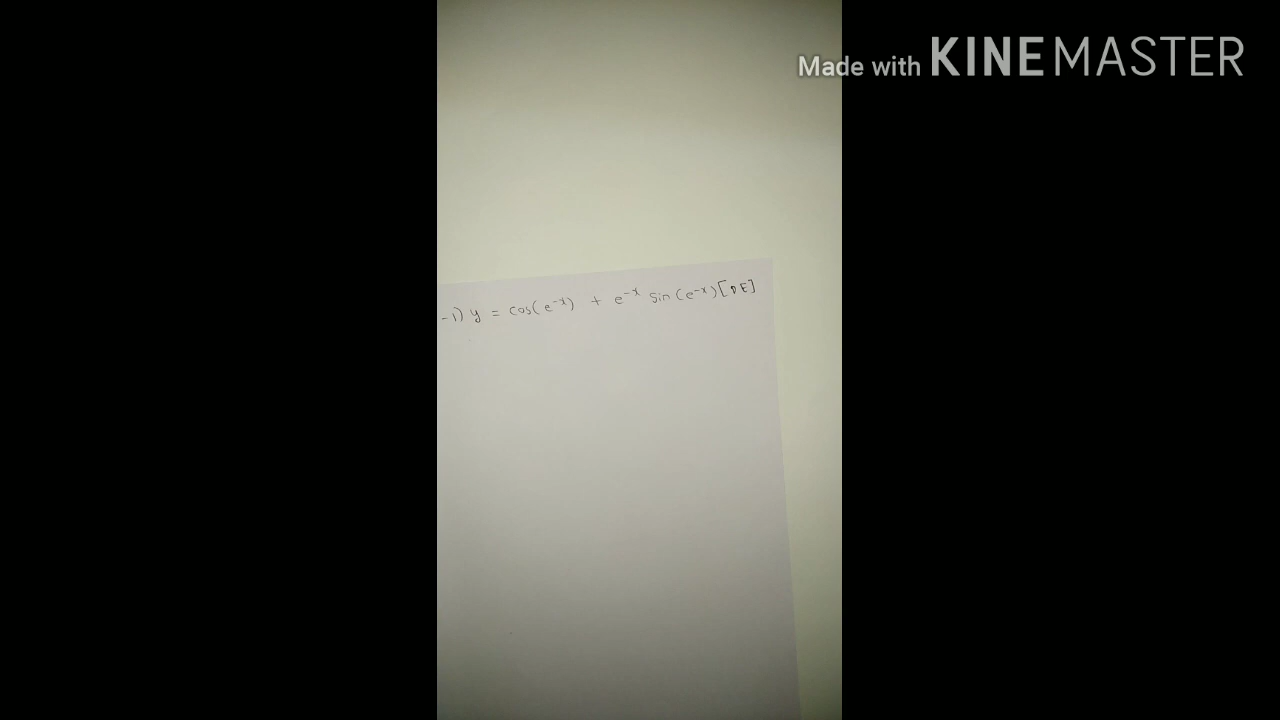 Made with KINEMASTER
-1) y = cos(e⁻ˣ) + e⁻ˣ sin(e⁻ˣ) [DE]